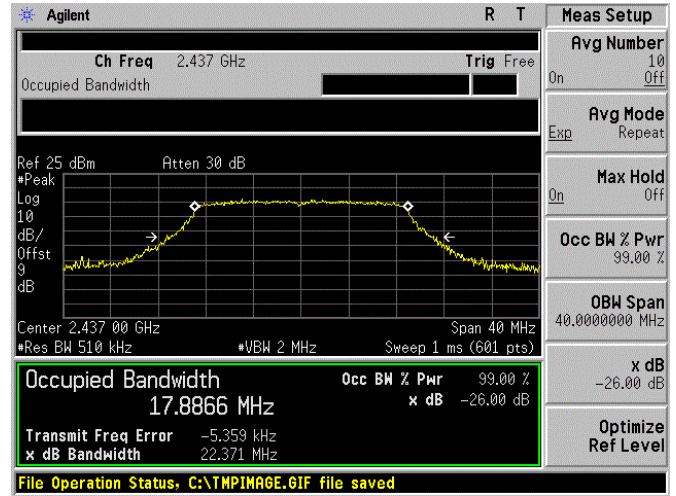 Agilent R T
Meas Setup
Ch Freq 2.437 GHz Trig Free
Occupied Bandwidth
Avg Number
10
On Off
Avg Mode
Exp Repeat
Max Hold
On Off
Occ BW % Pwr
99.00 %
OBW Span
40.0000000 MHz
x dB
-26.00 dB
Optimize
Ref Level
Ref 25 dBm Atten 30 dB
#Peak
Log
10
dB/
Offst
9
dB
Center 2.437 00 GHz Span 40 MHz
#Res BW 510 kHz #VBW 2 MHz Sweep 1 ms (601 pts)
Occupied Bandwidth Occ BW % Pwr 99.00 %
17.8866 MHz x dB -26.00 dB
Transmit Freq Error -5.359 kHz
x dB Bandwidth 22.371 MHz
File Operation Status, C:\TMPIMAGE.GIF file saved